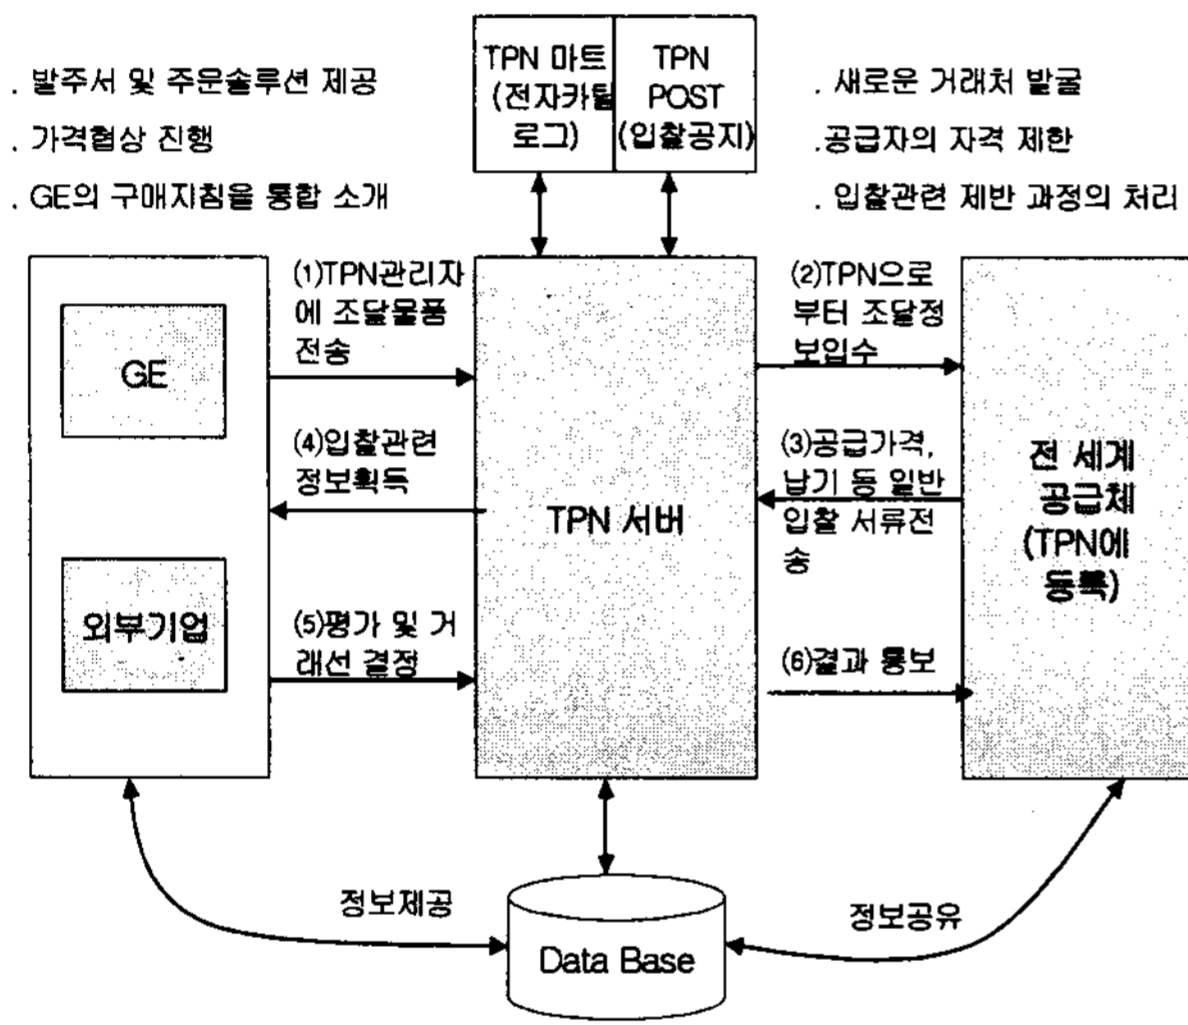 TPN 마트
(전자카탈
로그)
TPN
POST
(입찰공지)
. 발주서 및 주문솔루션 제공
. 가격협상 진행
. GE의 구매지침을 통합 소개
. 새로운 거래처 발굴
.공급자의 자격 제한
. 입찰관련 제반 과정의 처리
GE
외부기업
(1)TPN관리자
에 조달물품
전송
(4)입찰관련
정보획득
(5)평가 및 거
래선 결정
TPN 서버
(2)TPN으로
부터 조달정
보입수
(3)공급가격,
납기 등 일반
입찰 서류전
송
(6)결과 통보
전 세계
공급체
(TPN에
등록)
정보제공
Data Base
정보공유